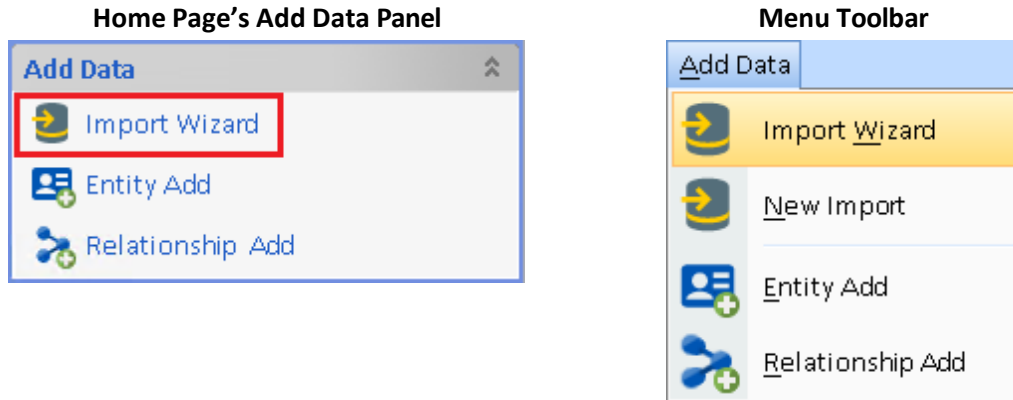 Home Page’s Add Data Panel
Add Data
Import Wizard
Entity Add
Relationship Add
Menu Toolbar
Add Data
Import Wizard
New Import
Entity Add
Relationship Add